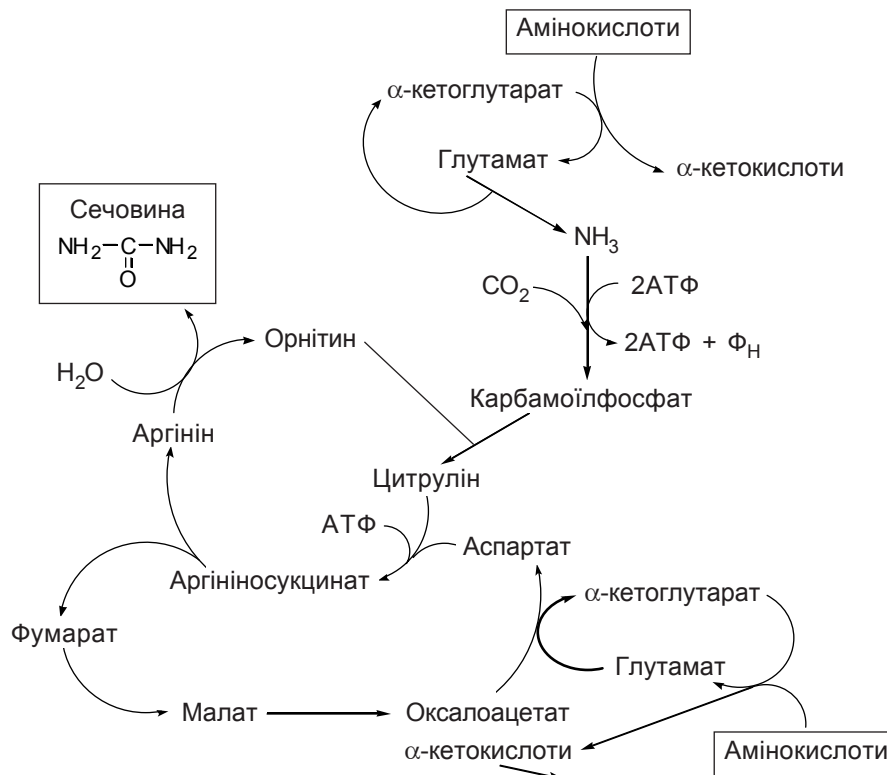 Амінокислоти
α-кетоглутарат
Глутамат
α-кетокислоти
Сечовина
NH₂–C–NH₂
O
NH₃
CO₂
2АТФ
2АТФ + Ф_Н
Орнітин
H₂O
Карбамоїлфосфат
Аргінін
Цитрулін
АТФ
Аспартат
Аргініносукцинат
α-кетоглутарат
Фумарат
Глутамат
Малат
Оксалоацетат
α-кетокислоти
Амінокислоти